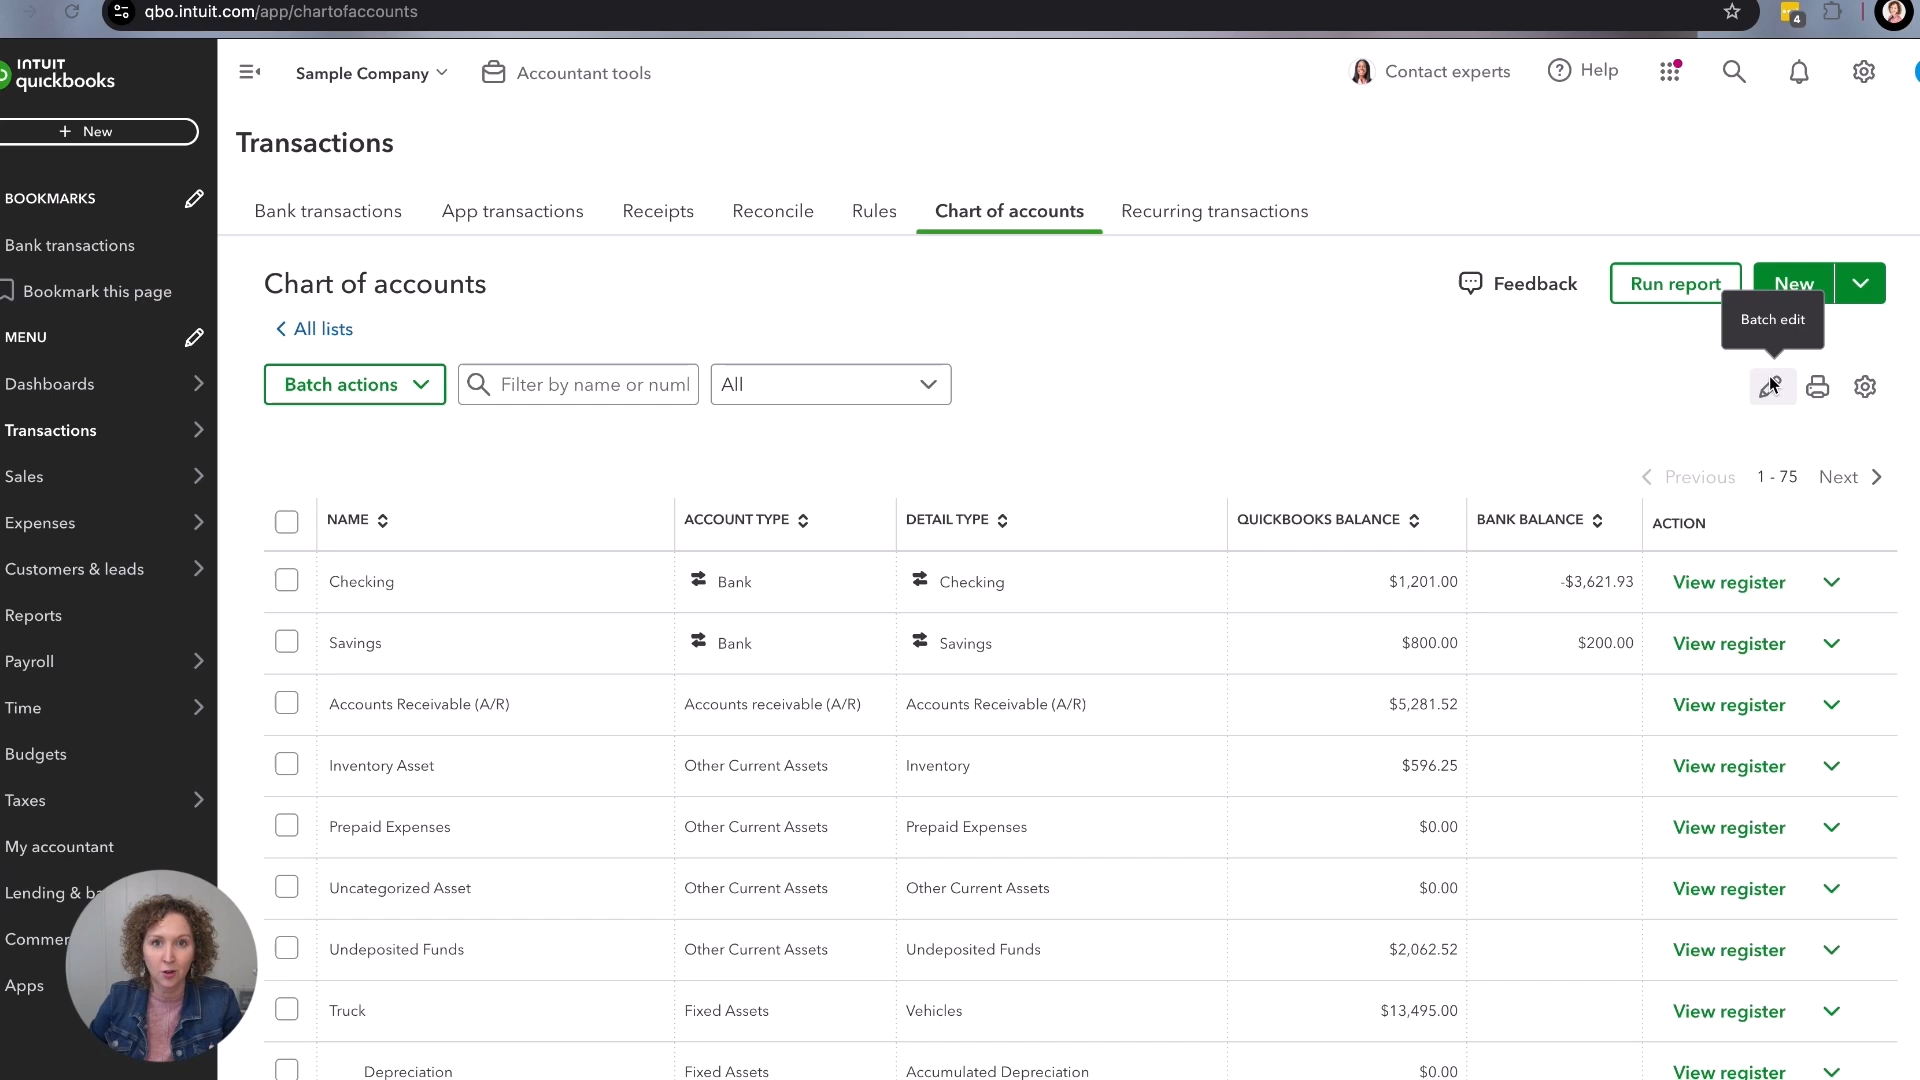 qbo.intuit.com/app/chartofaccounts
4
INTUIT
quickbooks
Sample Company
Accountant tools
Contact experts
Help
+ New
Transactions
BOOKMARKS
Bank transactions
Bookmark this page
MENU
Dashboards
Transactions
Sales
Expenses
Customers & leads
Reports
Payroll
Time
Budgets
Taxes
My accountant
Lending & ba
Commer
Apps
Bank transactions App transactions Receipts Reconcile Rules Chart of accounts Recurring transactions
Chart of accounts
Feedback
Run report
New
All lists
Batch edit
Batch actions
Filter by name or numl
All
Previous 1 - 75 Next
NAME ACCOUNT TYPE DETAIL TYPE QUICKBOOKS BALANCE BANK BALANCE ACTION
Checking Bank Checking $1,201.00 -$3,621.93 View register
Savings Bank Savings $800.00 $200.00 View register
Accounts Receivable (A/R) Accounts receivable (A/R) Accounts Receivable (A/R) $5,281.52 View register
Inventory Asset Other Current Assets Inventory $596.25 View register
Prepaid Expenses Other Current Assets Prepaid Expenses $0.00 View register
Uncategorized Asset Other Current Assets Other Current Assets $0.00 View register
Undeposited Funds Other Current Assets Undeposited Funds $2,062.52 View register
Truck Fixed Assets Vehicles $13,495.00 View register
Depreciation Fixed Assets Accumulated Depreciation $0.00 View register